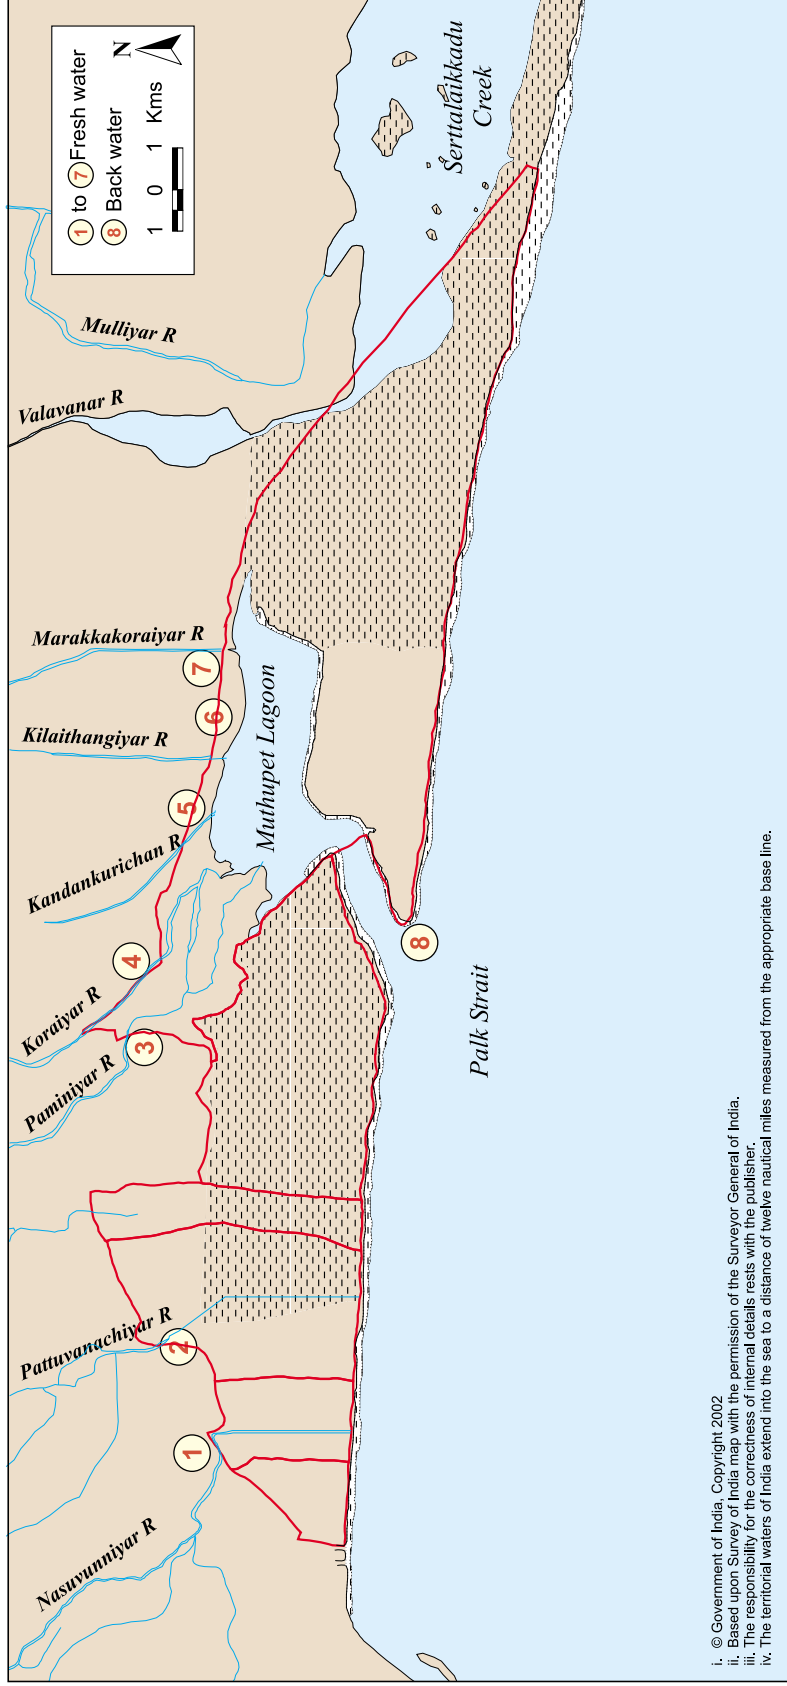 1 to 7 Fresh water
8 Back water
N
1 0 1 Kms
Nasuvunniyar R
Pattuvanachiyar R
Paminiyar R
Koraiyar R
Kandankurichan R
Kilaithangiyar R
Marakkakoraiyar R
Valavanar R
Mulliyar R
1
2
3
4
5
6
7
8
Muthupet Lagoon
Serttalaikkadu
Creek
Palk Strait
i. © Government of India, Copyright 2002
ii. Based upon Survey of India map with the permission of the Surveyor General of India.
iii. The responsibility for the correctness of internal details rests with the publisher.
iv. The territorial waters of India extend into the sea to a distance of twelve nautical miles measured from the appropriate base line.